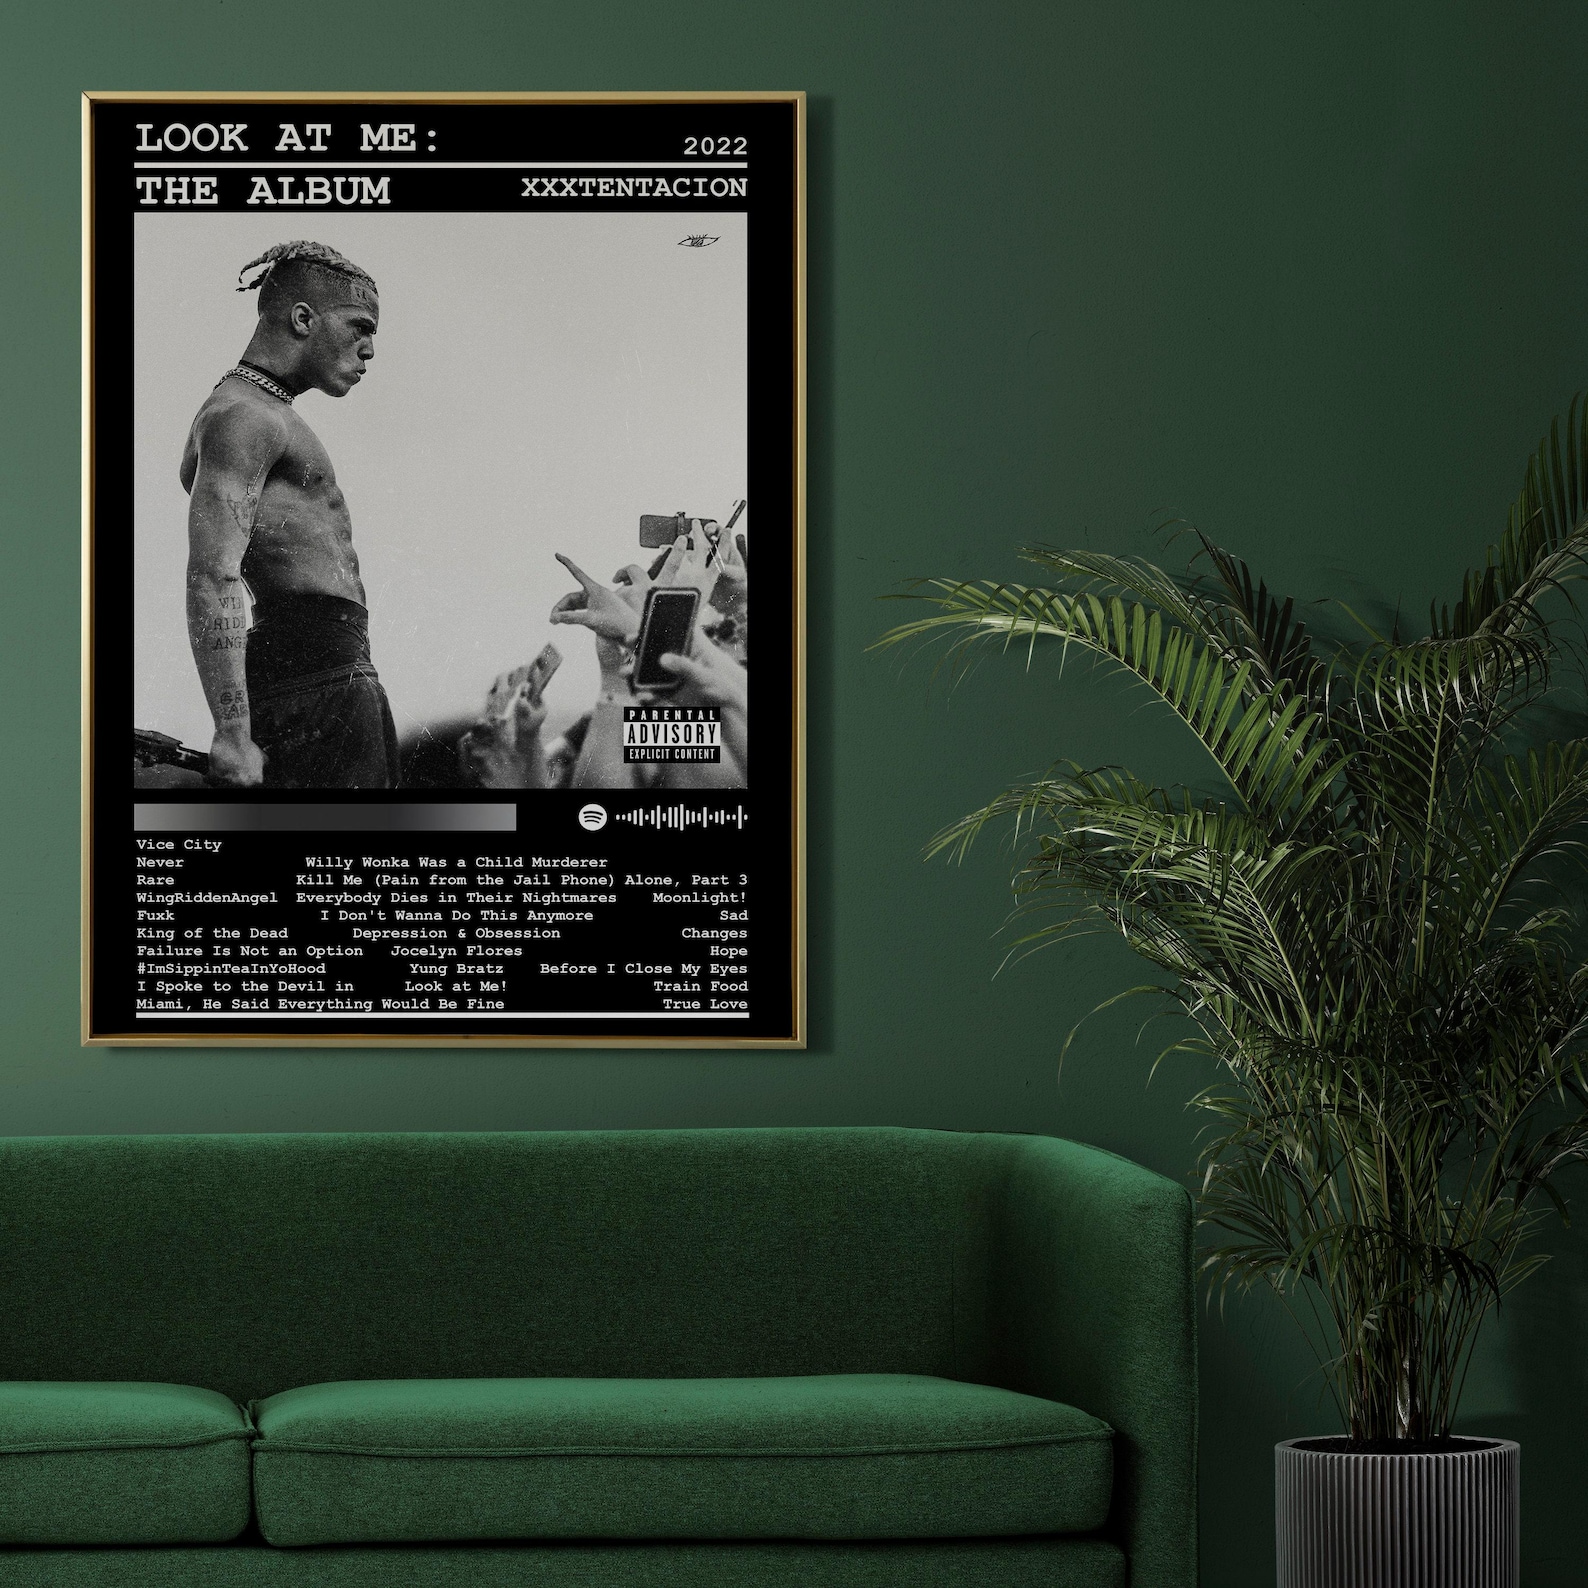 LOOK AT ME:
2022
THE ALBUM
XXXTENTACION
PARENTAL
ADVISORY
EXPLICIT CONTENT
Vice City
Never Willy Wonka Was a Child Murderer
Rare Kill Me (Pain from the Jail Phone) Alone, Part 3
WingRiddenAngel Everybody Dies in Their Nightmares Moonlight!
Fuxk I Don't Wanna Do This Anymore Sad
King of the Dead Depression & Obsession Changes
Failure Is Not an Option Jocelyn Flores Hope
#ImSippinTeaInYoHood Yung Bratz Before I Close My Eyes
I Spoke to the Devil in Look at Me! Train Food
Miami, He Said Everything Would Be Fine True Love